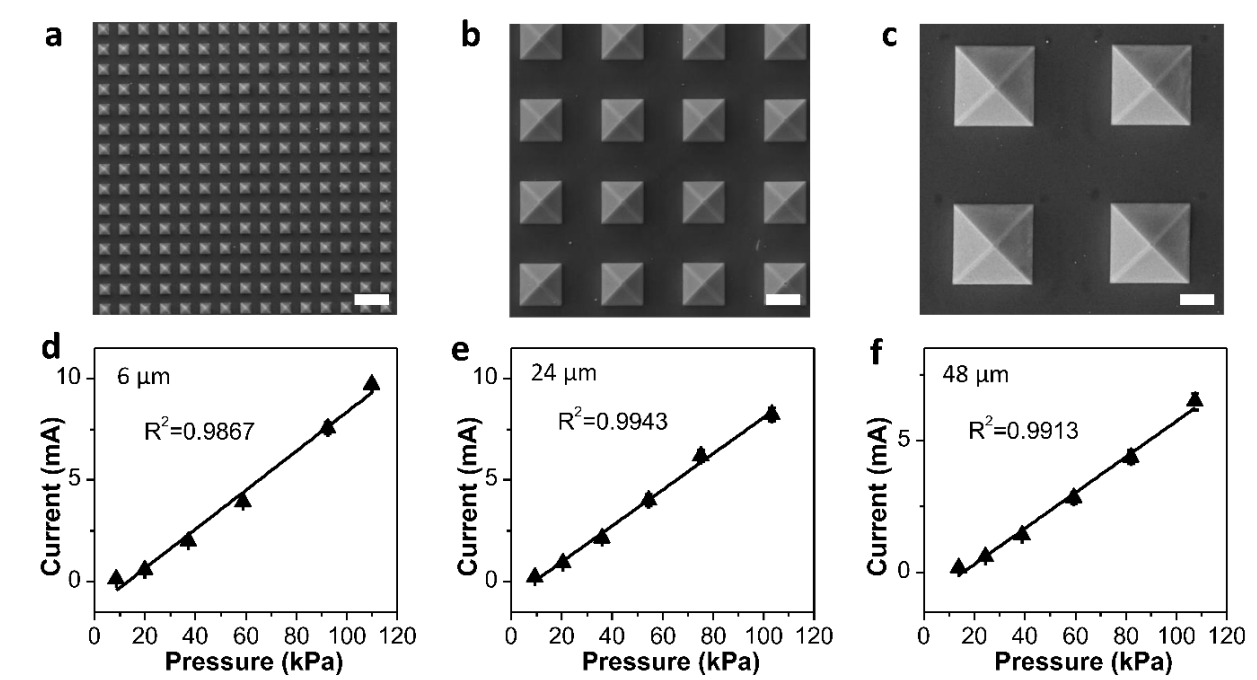 a
b
c
d
e
f
10
5
0
6 μm
R²=0.9867
Current (mA)
0 20 40 60 80 100 120
Pressure (kPa)
10
5
0
24 μm
R²=0.9943
Current (mA)
0 20 40 60 80 100 120
Pressure (kPa)
5
0
48 μm
R²=0.9913
Current (mA)
0 20 40 60 80 100 120
Pressure (kPa)